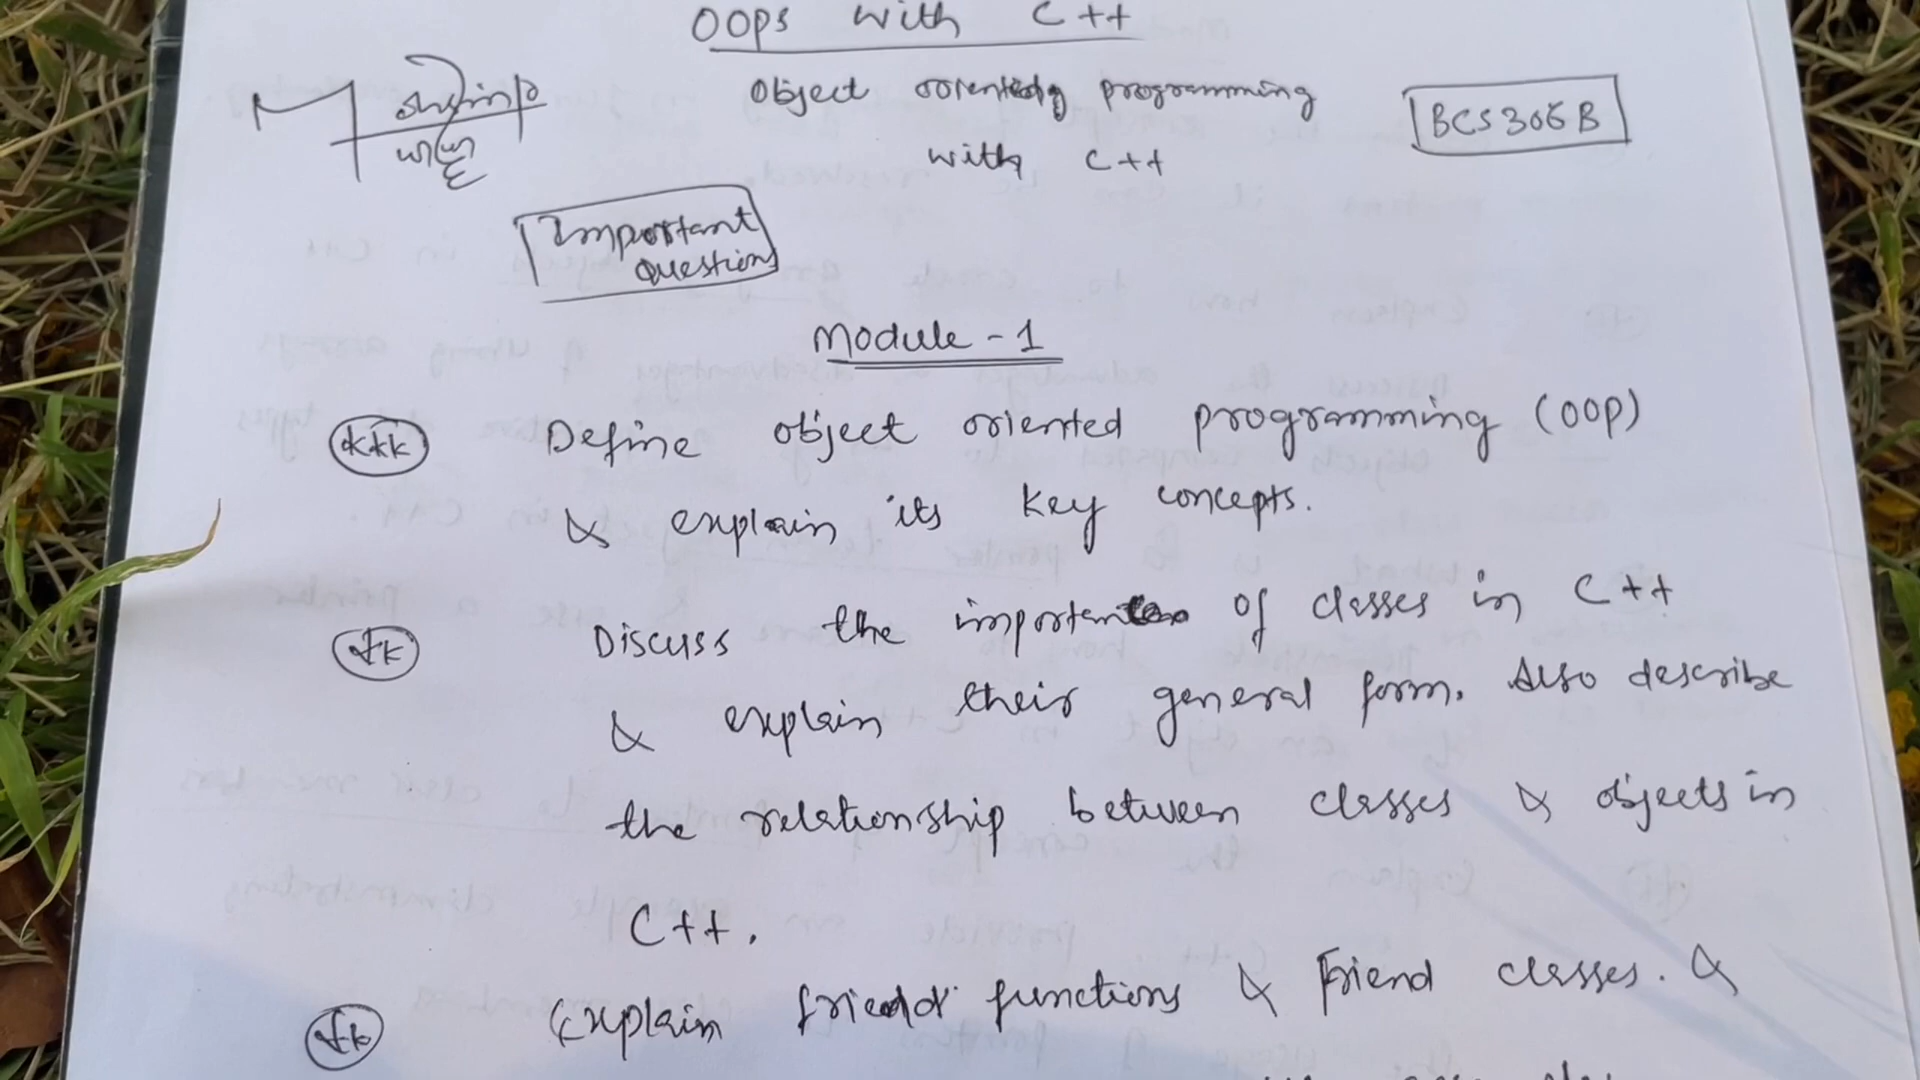 OOPS with C++
Object oriented programming
with C++
BCS306B
Important
Questions
Module - 1
*** Define object oriented programming (OOP)
& explain its key concepts.
** Discuss the importance of classes in C++
& explain their general form. Also describe
the relationship between classes & objects in
C++.
** Explain friend functions & Friend classes. &